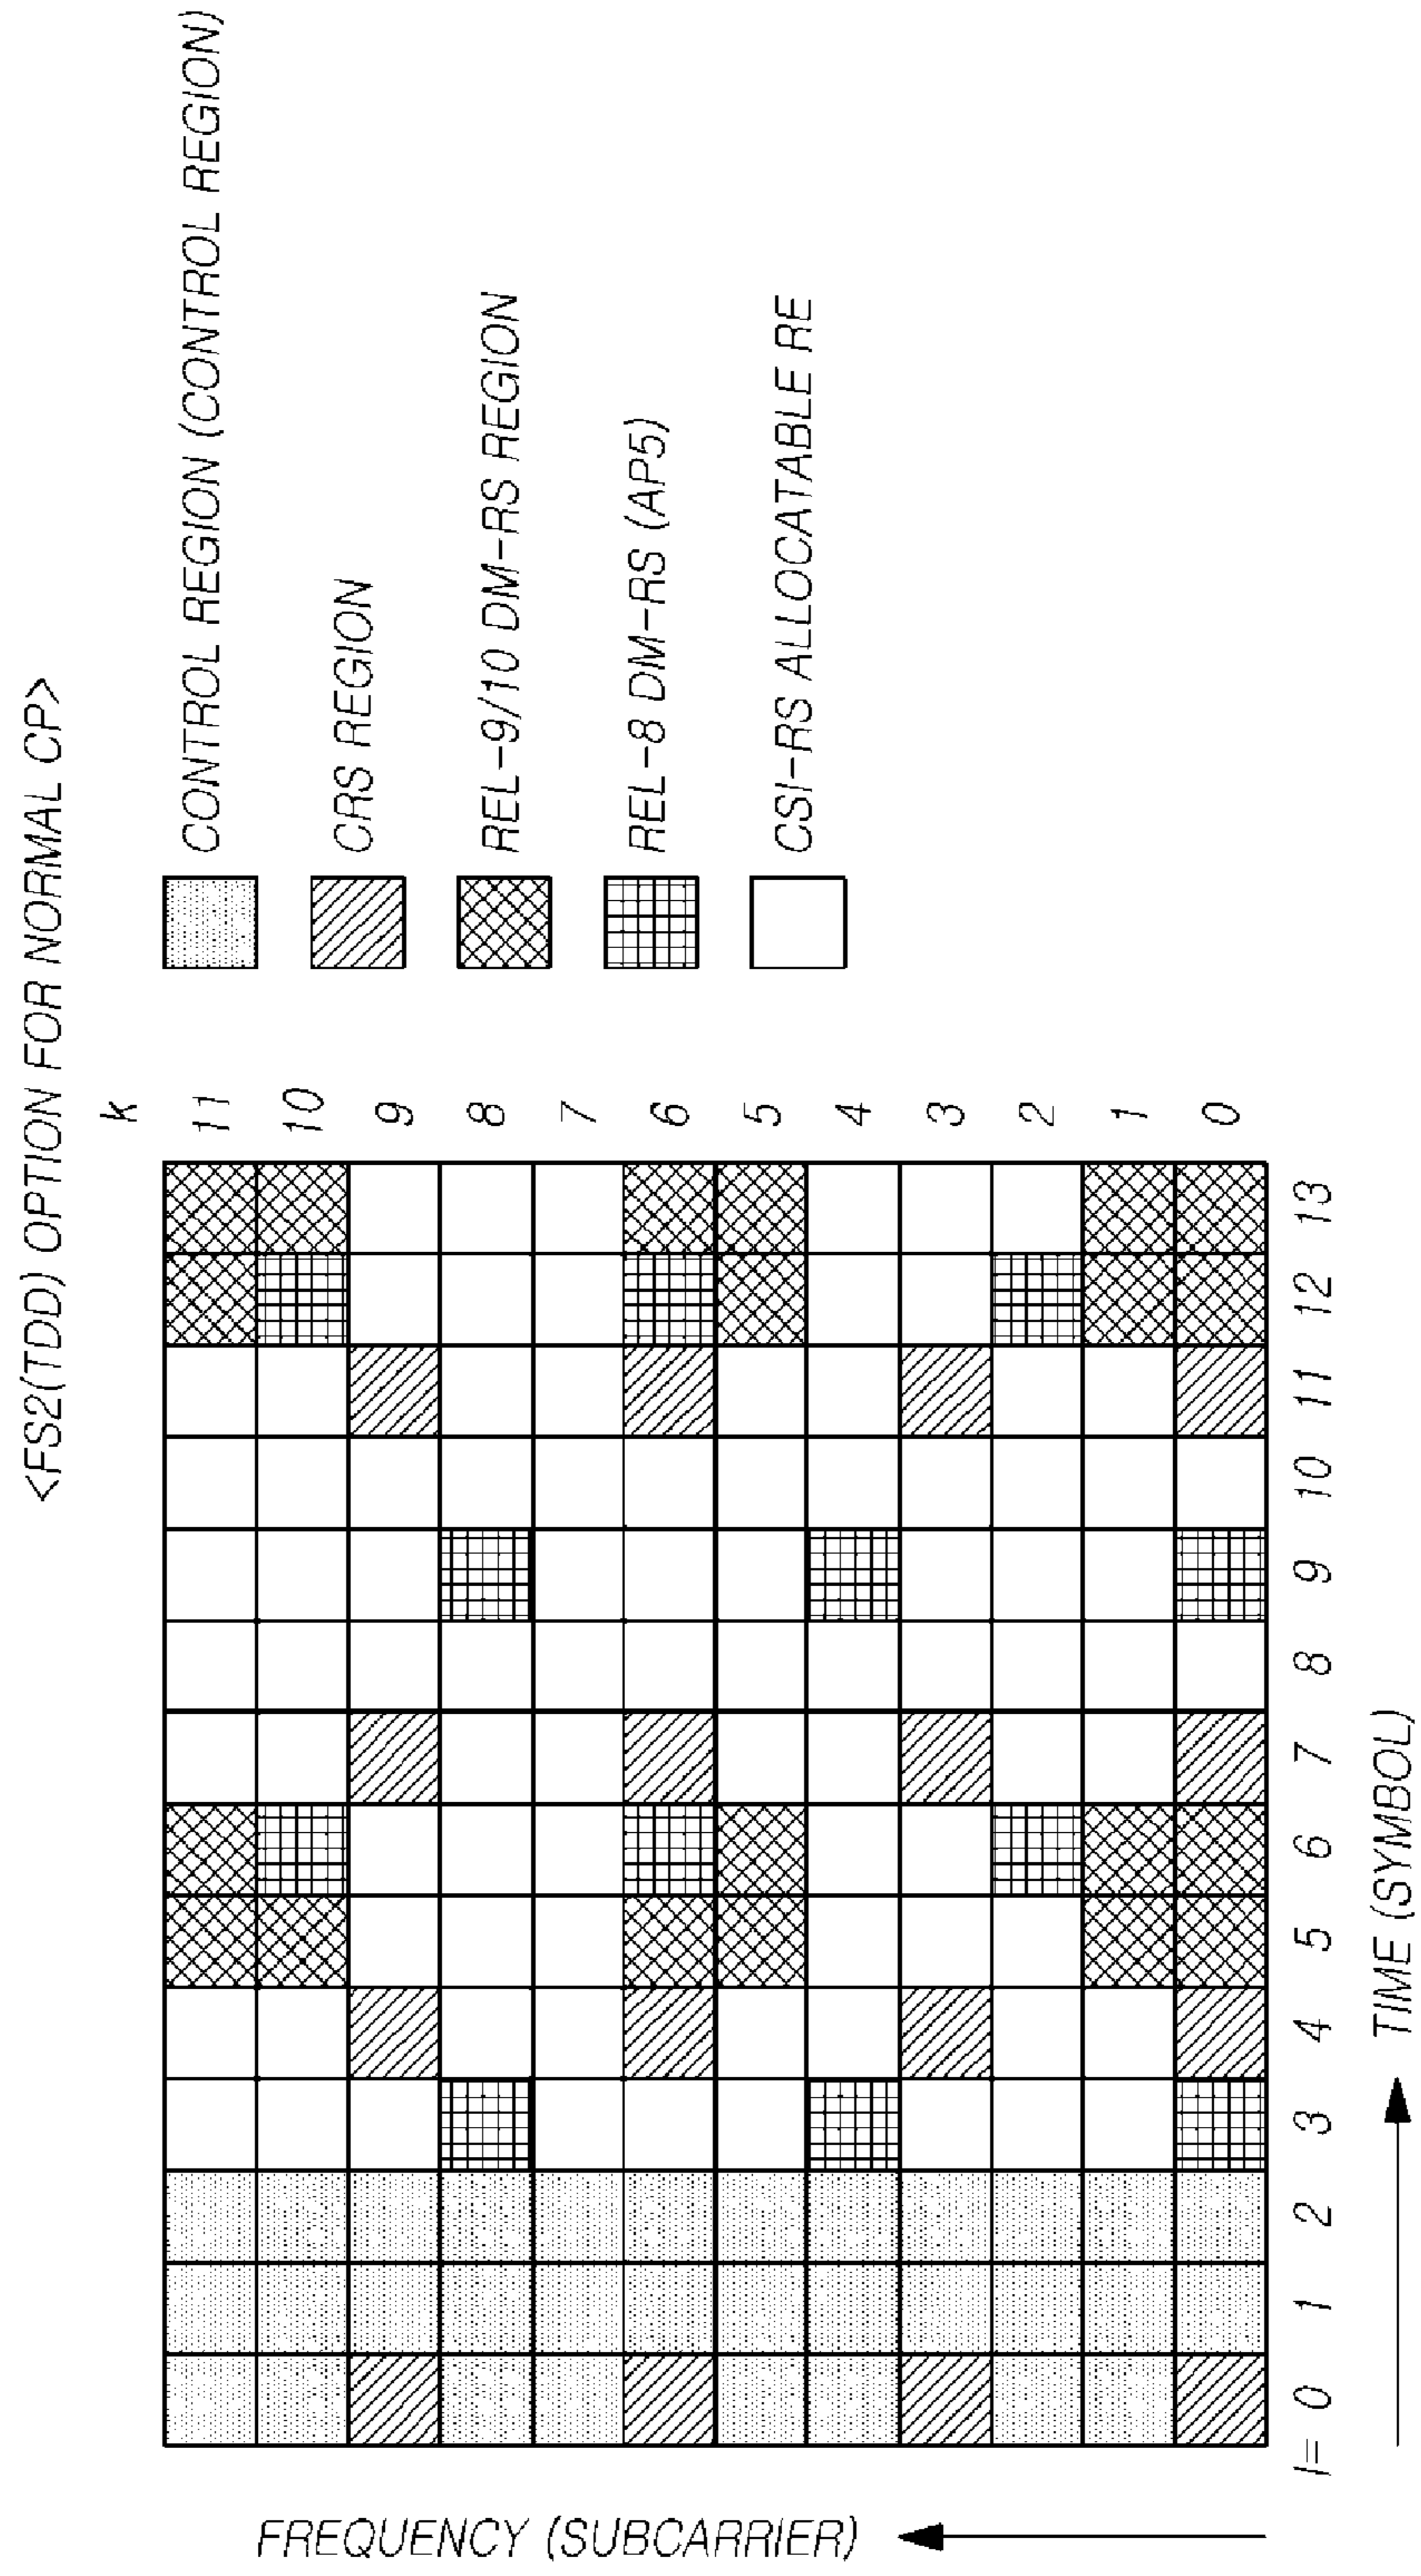 <FS2(TDD) OPTION FOR NORMAL CP>
k
11
10
9
8
7
6
5
4
3
2
1
0
l= 0 1 2 3 4 5 6 7 8 9 10 11 12 13
FREQUENCY (SUBCARRIER)
TIME (SYMBOL)
CONTROL REGION (CONTROL REGION)
CRS REGION
REL-9/10 DM-RS REGION
REL-8 DM-RS (AP5)
CSI-RS ALLOCATABLE RE